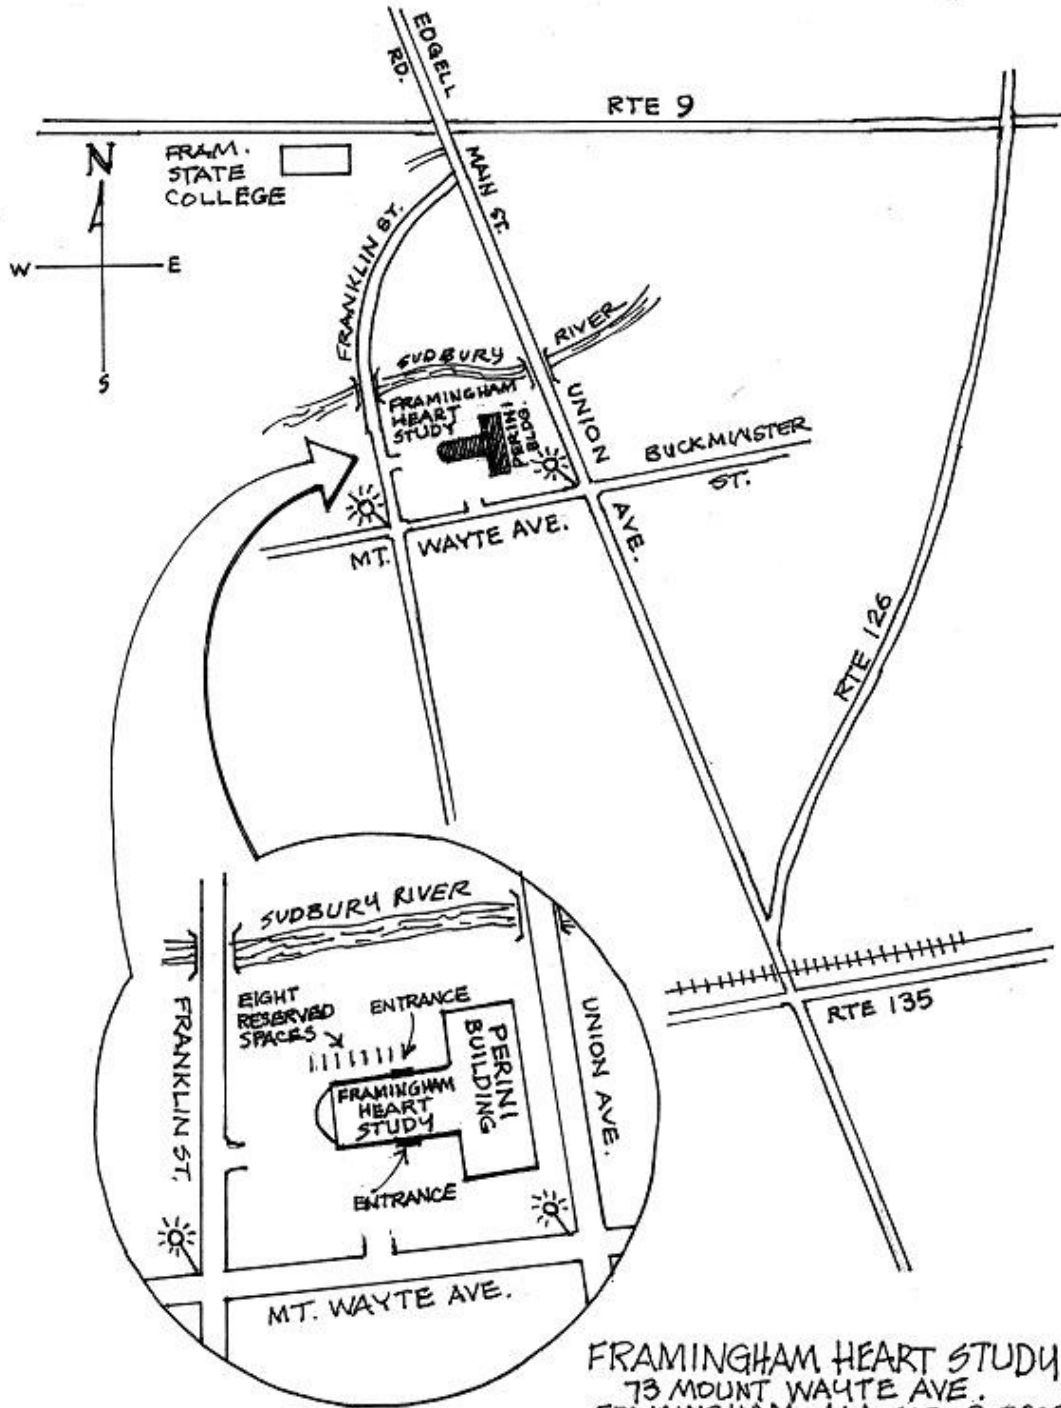 EDGELL
RD.
RTE 9
N
W
E
S
FRAM.
STATE
COLLEGE
MAIN ST.
FRANKLIN ST.
SUDBURY
RIVER
FRAMINGHAM
HEART
STUDY
PERINI
BLDG.
UNION
AVE.
BUCKMINSTER
ST.
MT. WAYTE AVE.
RTE 126
RTE 135
SUDBURY RIVER
FRANKLIN ST.
EIGHT
RESERVED
SPACES
ENTRANCE
PERINI
BUILDING
UNION AVE.
FRAMINGHAM
HEART
STUDY
ENTRANCE
MT. WAYTE AVE.
FRAMINGHAM HEART STUDY
73 MOUNT WAYTE AVE.